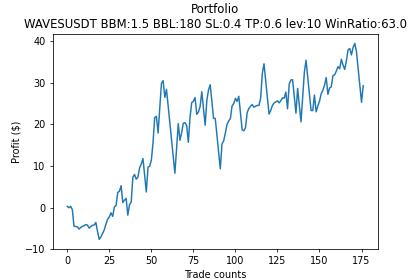 Portfolio
WAVESUSDT BBM:1.5 BBL:180 SL:0.4 TP:0.6 lev:10 WinRatio:63.0
40
30
20
10
0
−10
Profit ($)
0 25 50 75 100 125 150 175
Trade counts